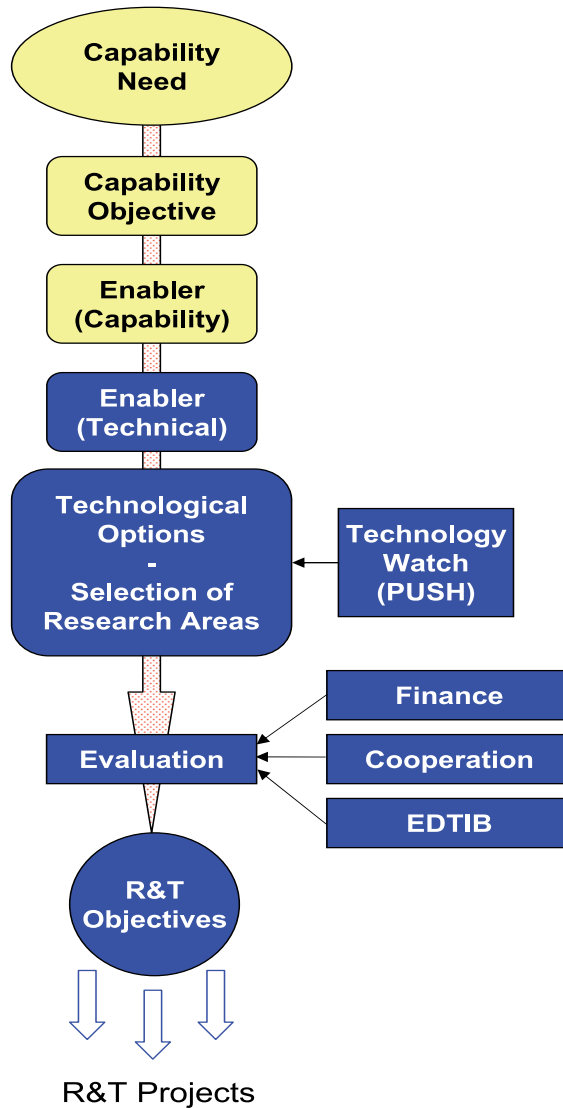 Capability
Need
Capability
Objective
Enabler
(Capability)
Enabler
(Technical)
Technological
Options
-
Selection of
Research Areas
Technology
Watch
(PUSH)
Finance
Evaluation
Cooperation
EDTIB
R&T
Objectives
R&T Projects